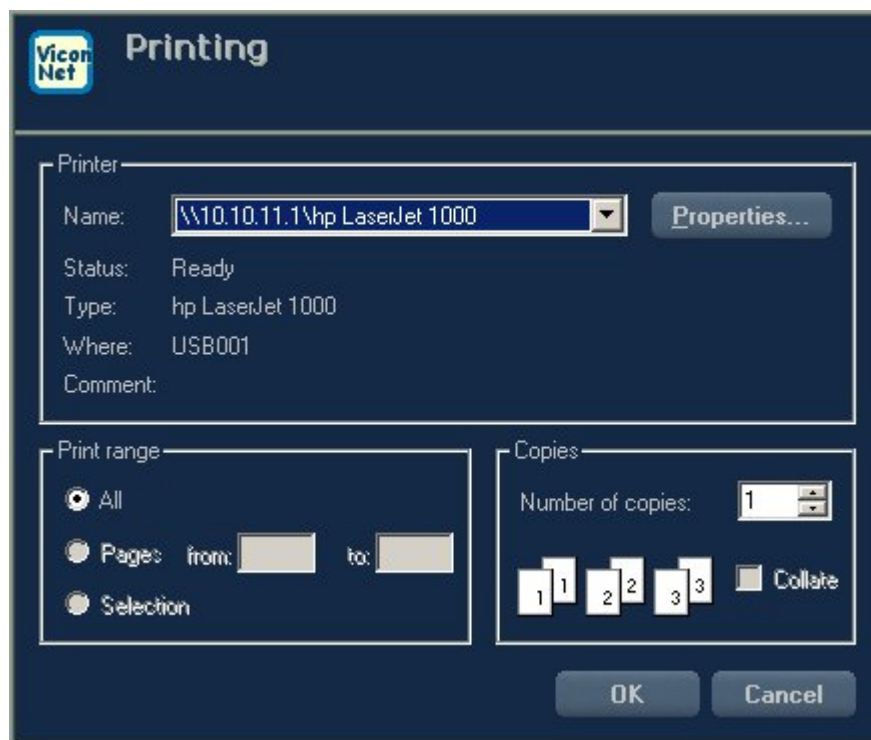 Vicon
Net
Printing
Printer
Name: \\10.10.11.1\hp LaserJet 1000 Properties...
Status: Ready
Type: hp LaserJet 1000
Where: USB001
Comment:
Print range
All
Pages from: to:
Selection
Copies
Number of copies: 1
1 1 2 2 3 3 Collate
OK Cancel